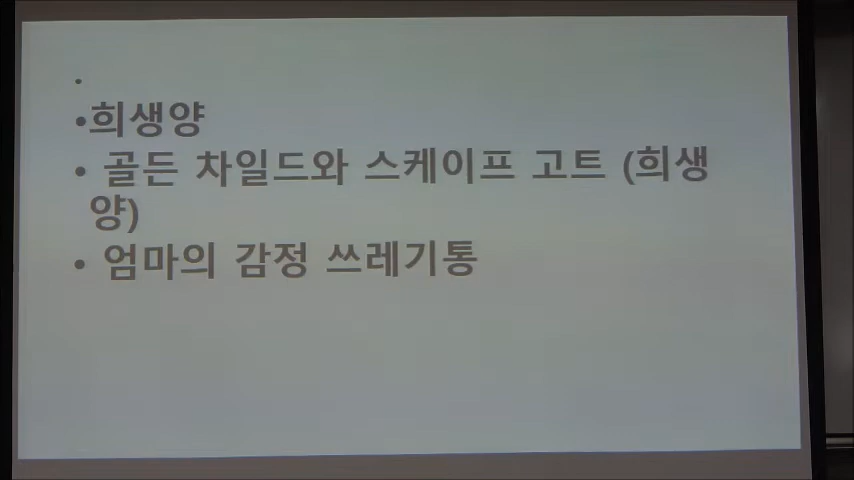 •
•희생양
• 골든 차일드와 스케이프 고트 (희생
양)
• 엄마의 감정 쓰레기통